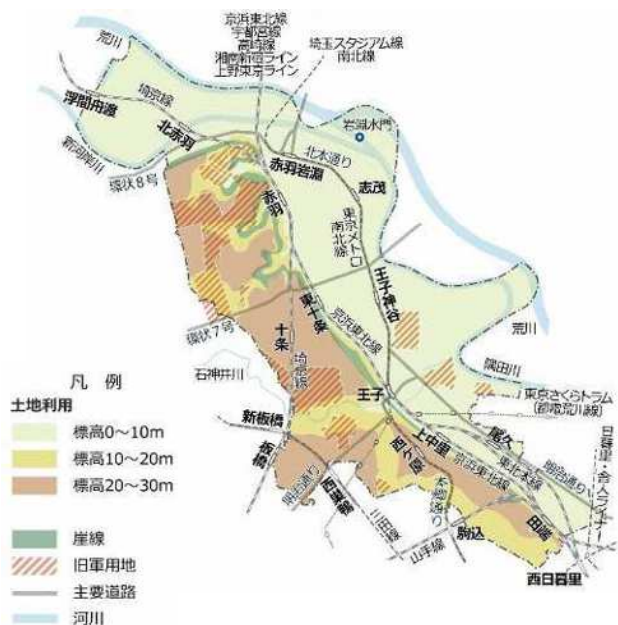 京浜東北線
宇都宮線
高崎線
湘南新宿ライン
上野東京ライン
埼玉スタジアム線
南北線
荒川
埼京線
浮間舟渡
北赤羽
新河岸川
環状8号
岩淵水門
北本通り
赤羽岩淵
志茂
赤羽
東京メトロ
南北線
王子神谷
東十条
京浜東北線
環状7号
十条
埼京線
石神井川
荒川
隅田川
王子
東京さくらトラム
(都電荒川線)
新板橋
板橋
上中里
尾久
西ケ原
京浜東北線
東北本線
明治通り
日暮里・舎人ライナー
明治通り
西巣鴨
本郷通り
三田線
山手線
駒込
田端
西日暮里
凡例
土地利用
標高0〜10m
標高10〜20m
標高20〜30m
崖線
旧軍用地
主要道路
河川